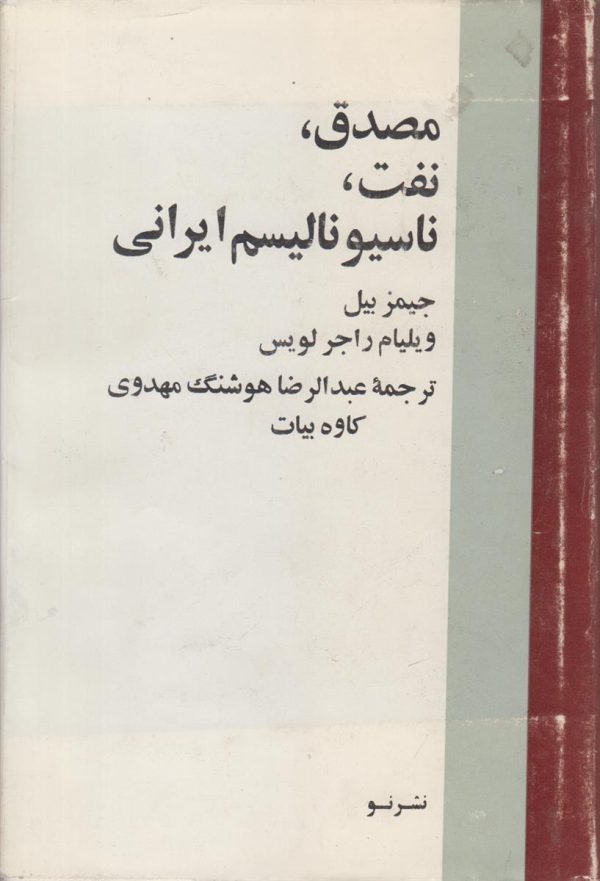 مصدق،
نفت،
ناسیونالیسم ایرانی
جیمز بیل
ویلیام راجر لویس
ترجمهٔ عبدالرضا هوشنگ مهدوی
کاوه بیات
نشر نو